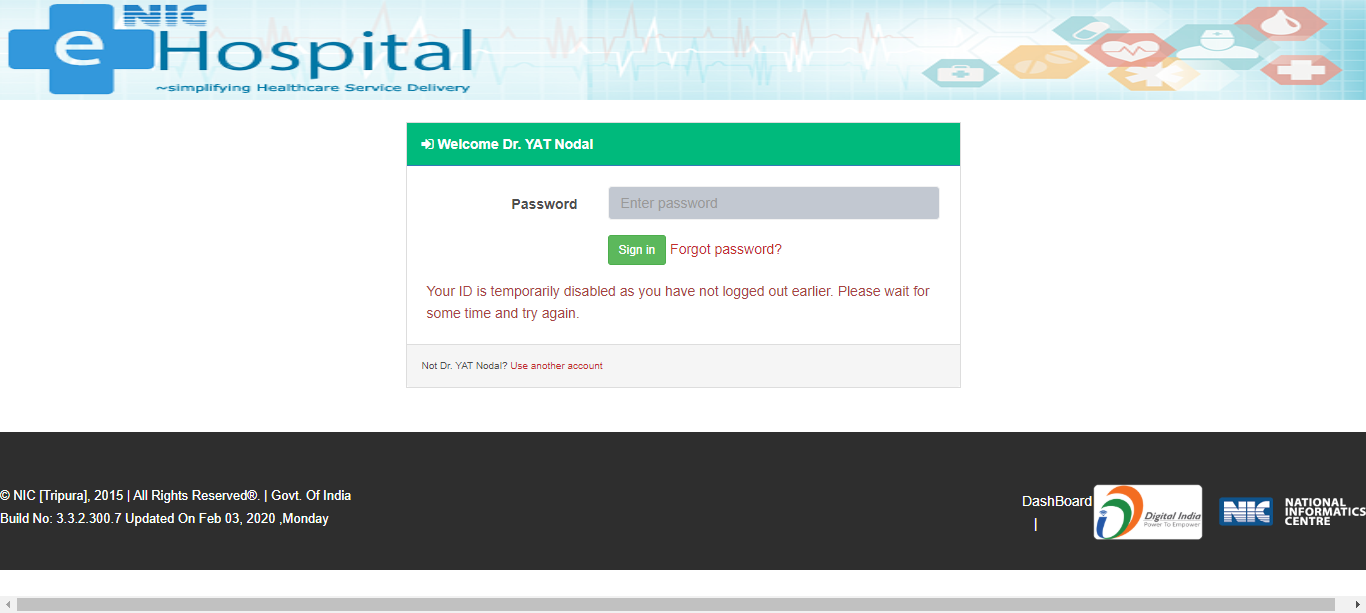 NIC
e Hospital
~simplifying Healthcare Service Delivery
Welcome Dr. YAT Nodal
Password Enter password
Sign in Forgot password?
Your ID is temporarily disabled as you have not logged out earlier. Please wait for
some time and try again.
Not Dr. YAT Nodal? Use another account
© NIC [Tripura], 2015 | All Rights Reserved®. | Govt. Of India
Build No: 3.3.2.300.7 Updated On Feb 03, 2020 ,Monday
DashBoard
|
Digital India
Power To Empower
NIC
NATIONAL
INFORMATICS
CENTRE